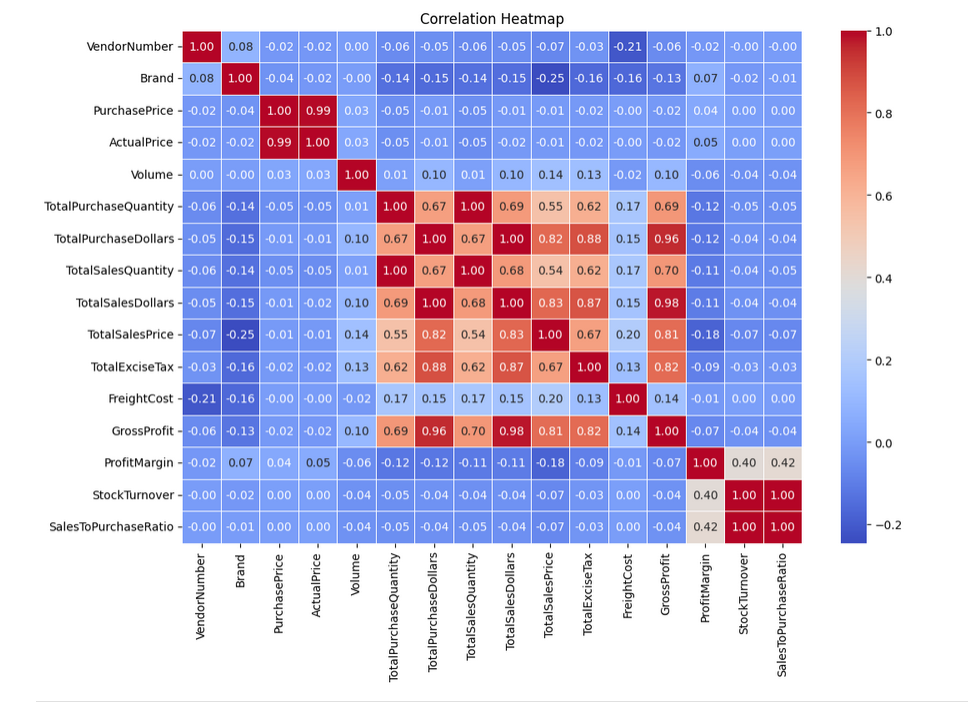 Correlation Heatmap
VendorNumber 1.00 0.08 -0.02 -0.02 0.00 -0.06 -0.05 -0.06 -0.05 -0.07 -0.03 -0.21 -0.06 -0.02 -0.00 -0.00
Brand 0.08 1.00 -0.04 -0.02 -0.00 -0.14 -0.15 -0.14 -0.15 -0.25 -0.16 -0.16 -0.13 0.07 -0.02 -0.01
PurchasePrice -0.02 -0.04 1.00 0.99 0.03 -0.05 -0.01 -0.05 -0.01 -0.01 -0.02 -0.00 -0.02 0.04 0.00 0.00
ActualPrice -0.02 -0.02 0.99 1.00 0.03 -0.05 -0.01 -0.05 -0.02 -0.01 -0.02 -0.00 -0.02 0.05 0.00 0.00
Volume 0.00 -0.00 0.03 0.03 1.00 0.01 0.10 0.01 0.10 0.14 0.13 -0.02 0.10 -0.06 -0.04 -0.04
TotalPurchaseQuantity -0.06 -0.14 -0.05 -0.05 0.01 1.00 0.67 1.00 0.69 0.55 0.62 0.17 0.69 -0.12 -0.05 -0.05
TotalPurchaseDollars -0.05 -0.15 -0.01 -0.01 0.10 0.67 1.00 0.67 1.00 0.82 0.88 0.15 0.96 -0.12 -0.04 -0.04
TotalSalesQuantity -0.06 -0.14 -0.05 -0.05 0.01 1.00 0.67 1.00 0.68 0.54 0.62 0.17 0.70 -0.11 -0.04 -0.05
TotalSalesDollars -0.05 -0.15 -0.01 -0.02 0.10 0.69 1.00 0.68 1.00 0.83 0.87 0.15 0.98 -0.11 -0.04 -0.04
TotalSalesPrice -0.07 -0.25 -0.01 -0.01 0.14 0.55 0.82 0.54 0.83 1.00 0.67 0.20 0.81 -0.18 -0.07 -0.07
TotalExciseTax -0.03 -0.16 -0.02 -0.02 0.13 0.62 0.88 0.62 0.87 0.67 1.00 0.13 0.82 -0.09 -0.03 -0.03
FreightCost -0.21 -0.16 -0.00 -0.00 -0.02 0.17 0.15 0.17 0.15 0.20 0.13 1.00 0.14 -0.01 0.00 0.00
GrossProfit -0.06 -0.13 -0.02 -0.02 0.10 0.69 0.96 0.70 0.98 0.81 0.82 0.14 1.00 -0.07 -0.04 -0.04
ProfitMargin -0.02 0.07 0.04 0.05 -0.06 -0.12 -0.12 -0.11 -0.11 -0.18 -0.09 -0.01 -0.07 1.00 0.40 0.42
StockTurnover -0.00 -0.02 0.00 0.00 -0.04 -0.05 -0.04 -0.04 -0.04 -0.07 -0.03 0.00 -0.04 0.40 1.00 1.00
SalesToPurchaseRatio -0.00 -0.01 0.00 0.00 -0.04 -0.05 -0.04 -0.05 -0.04 -0.07 -0.03 0.00 -0.04 0.42 1.00 1.00
VendorNumber
Brand
PurchasePrice
ActualPrice
Volume
TotalPurchaseQuantity
TotalPurchaseDollars
TotalSalesQuantity
TotalSalesDollars
TotalSalesPrice
TotalExciseTax
FreightCost
GrossProfit
ProfitMargin
StockTurnover
SalesToPurchaseRatio
1.0
0.8
0.6
0.4
0.2
0.0
−0.2